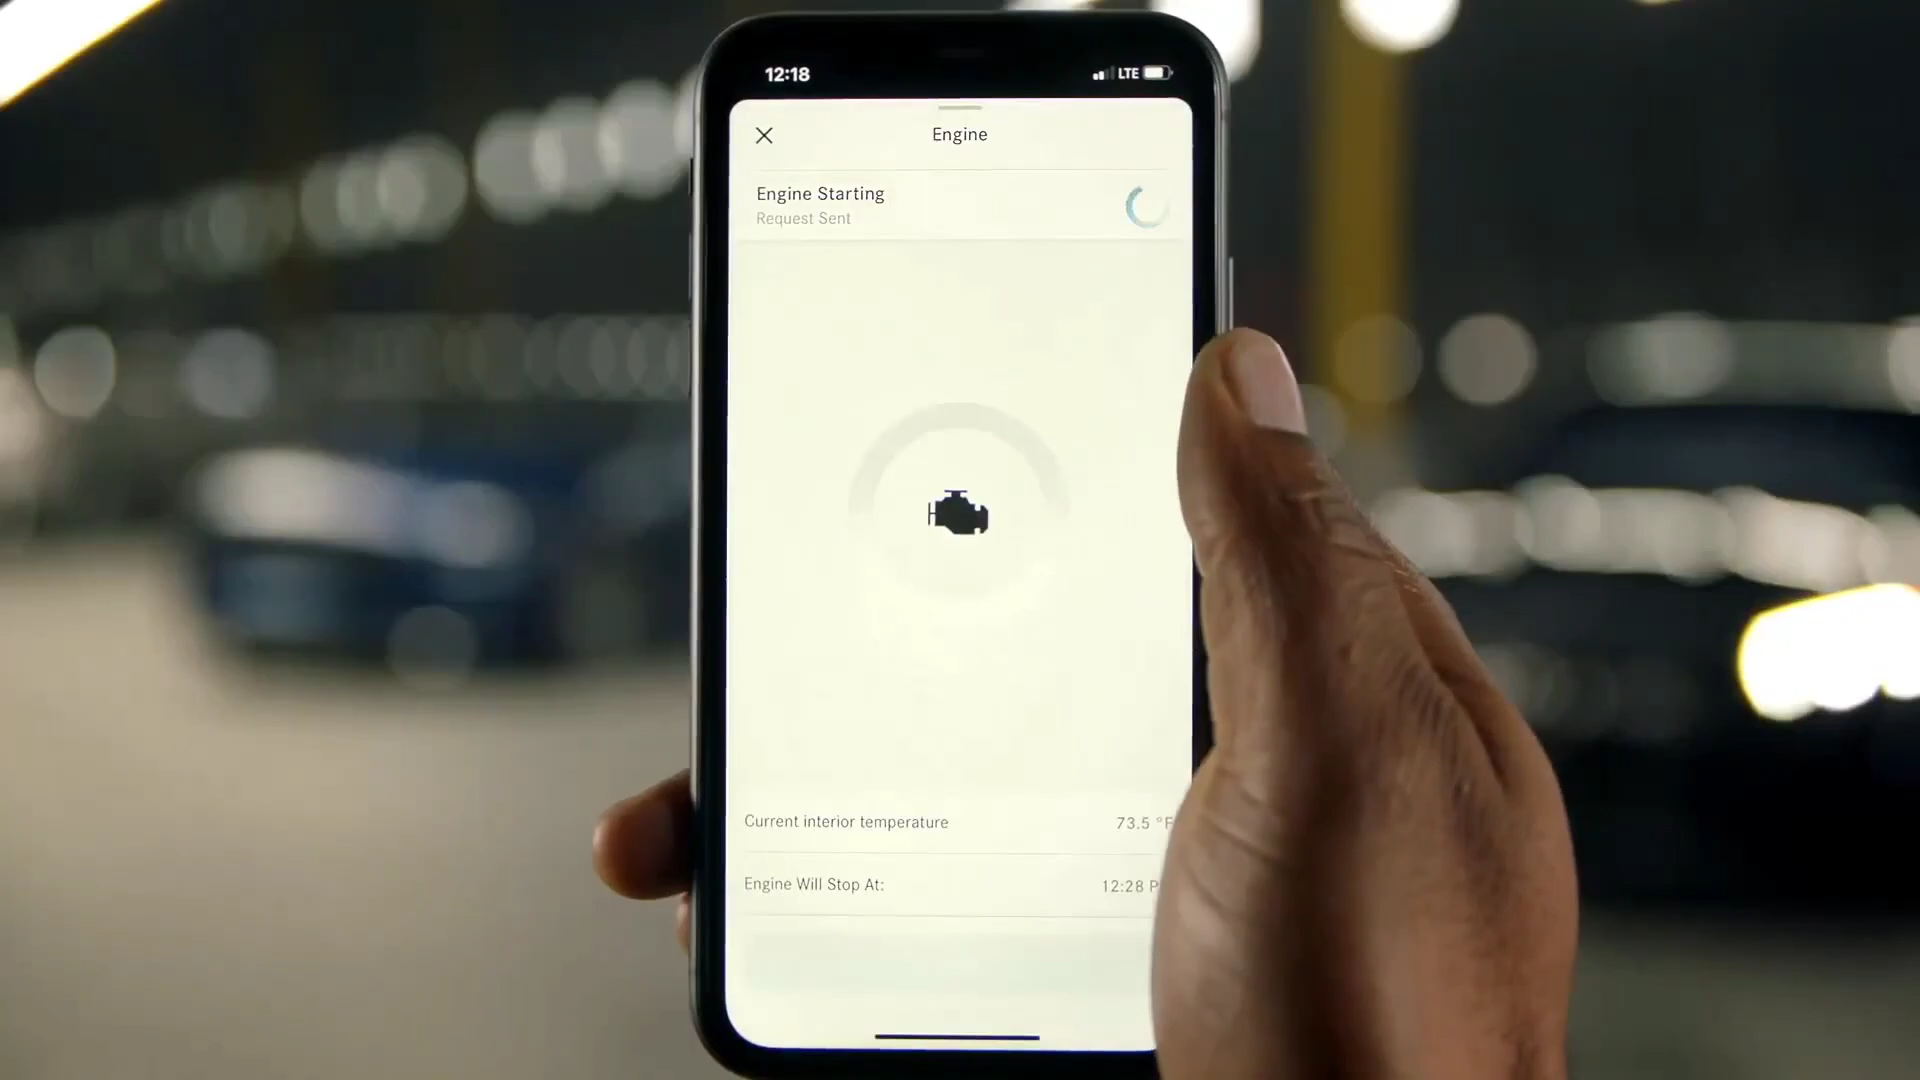 12:18 LTE
Engine
Engine Starting
Request Sent
Current interior temperature 73.5 °F
Engine Will Stop At: 12:28 P